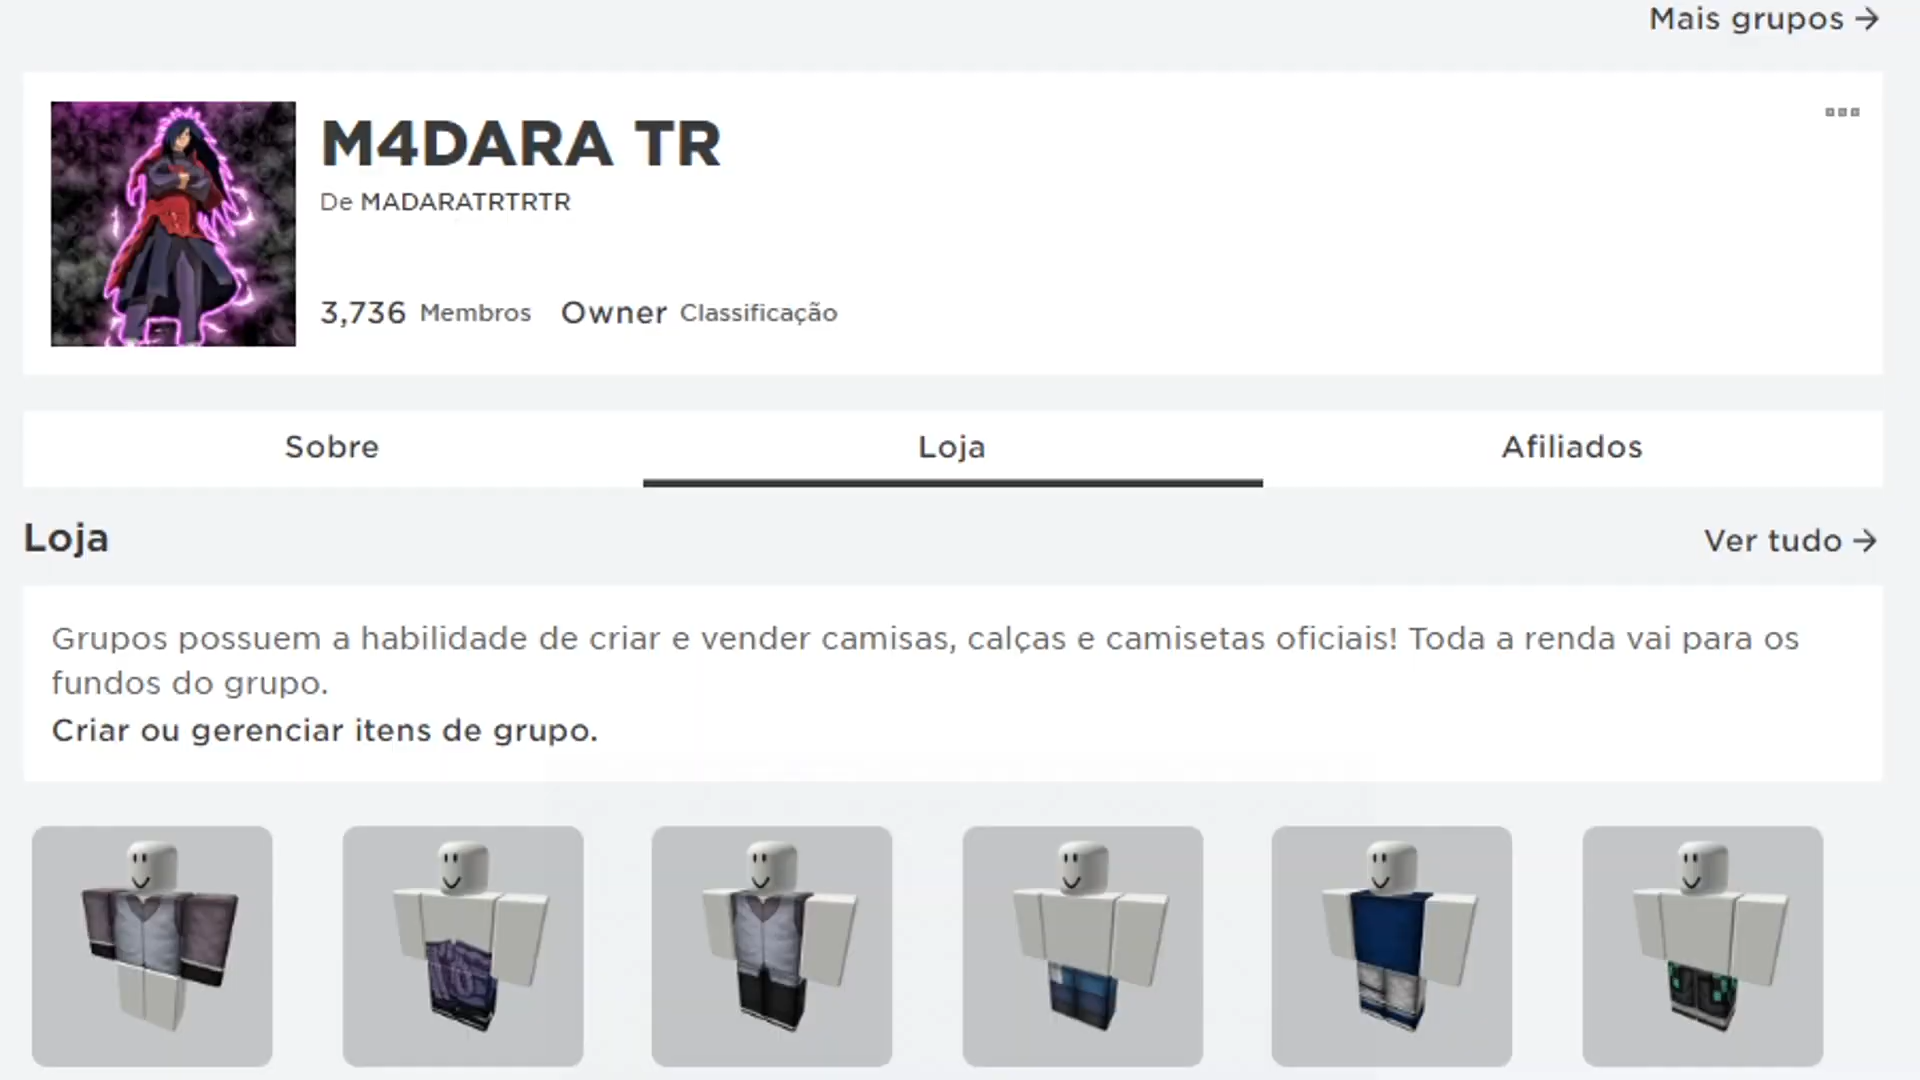 Mais grupos
M4DARA TR
De MADARATRTRTR
3,736 Membros Owner Classificação
Sobre Loja Afiliados
Loja
Ver tudo
Grupos possuem a habilidade de criar e vender camisas, calças e camisetas oficiais! Toda a renda vai para os
fundos do grupo.
Criar ou gerenciar itens de grupo.